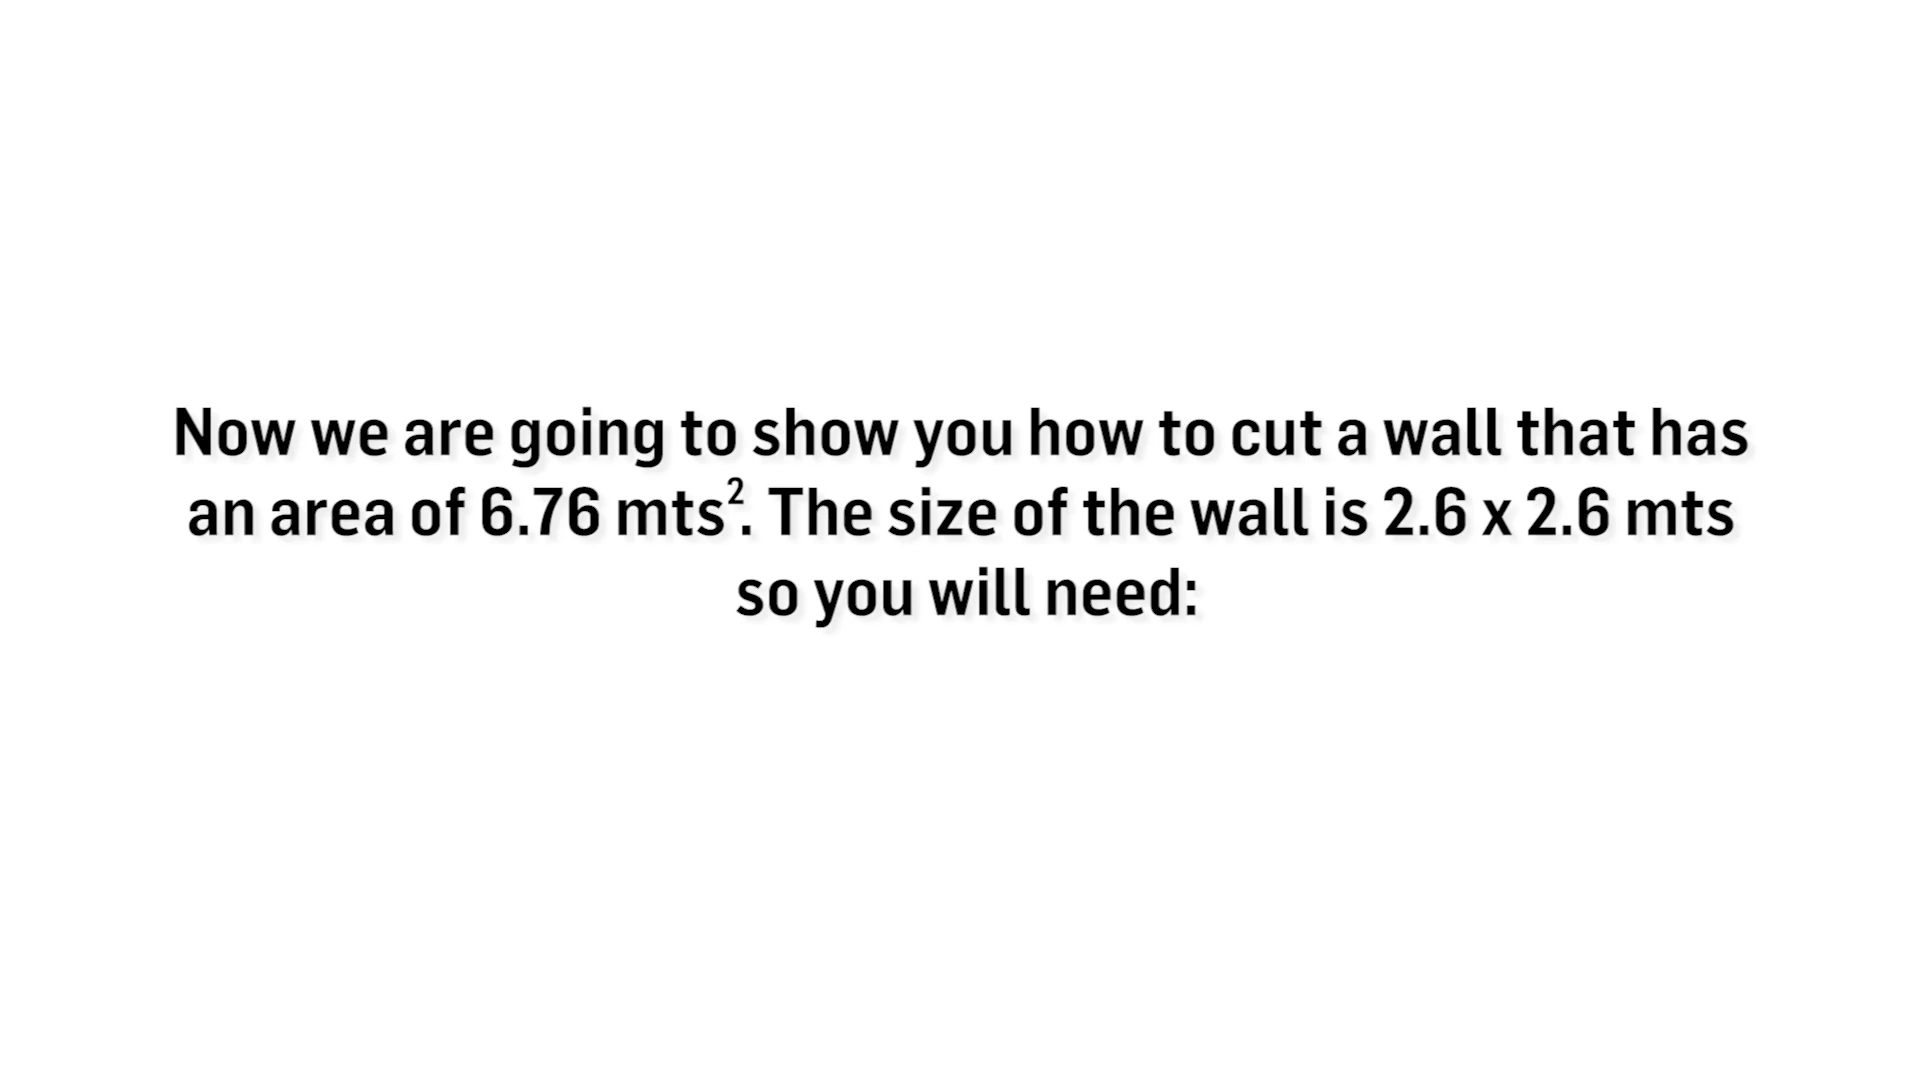 Now we are going to show you how to cut a wall that has
an area of 6.76 mts². The size of the wall is 2.6 x 2.6 mts
so you will need: